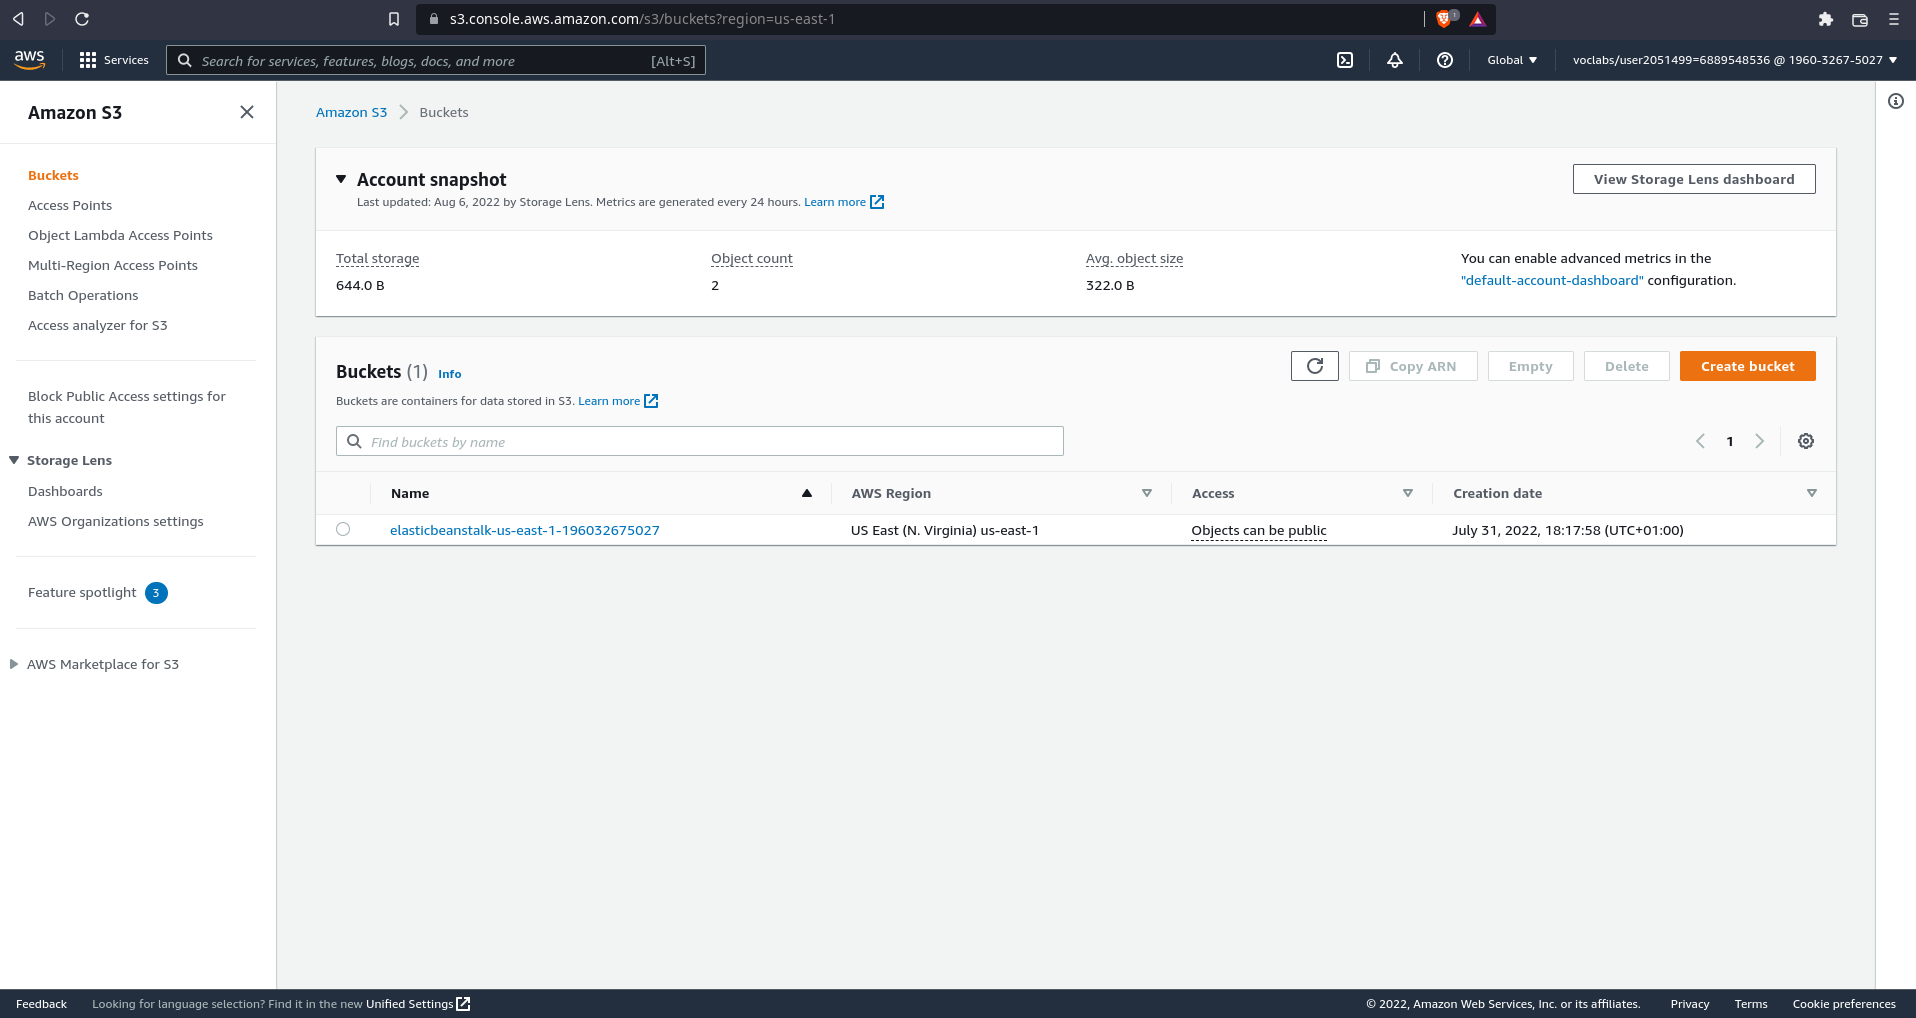 s3.console.aws.amazon.com/s3/buckets?region=us-east-1
aws
Services
Search for services, features, blogs, docs, and more
[Alt+S]
Global
voclabs/user2051499=6889548536 @ 1960-3267-5027
Amazon S3
Buckets
Access Points
Object Lambda Access Points
Multi-Region Access Points
Batch Operations
Access analyzer for S3
Block Public Access settings for
this account
Storage Lens
Dashboards
AWS Organizations settings
Feature spotlight 3
AWS Marketplace for S3
Amazon S3 Buckets
Account snapshot
Last updated: Aug 6, 2022 by Storage Lens. Metrics are generated every 24 hours. Learn more
View Storage Lens dashboard
Total storage
644.0 B
Object count
2
Avg. object size
322.0 B
You can enable advanced metrics in the
"default-account-dashboard" configuration.
Buckets (1) Info
Buckets are containers for data stored in S3. Learn more
Copy ARN
Empty
Delete
Create bucket
Find buckets by name
1
Name AWS Region Access Creation date
elasticbeanstalk-us-east-1-196032675027 US East (N. Virginia) us-east-1 Objects can be public July 31, 2022, 18:17:58 (UTC+01:00)
Feedback Looking for language selection? Find it in the new Unified Settings
© 2022, Amazon Web Services, Inc. or its affiliates. Privacy Terms Cookie preferences